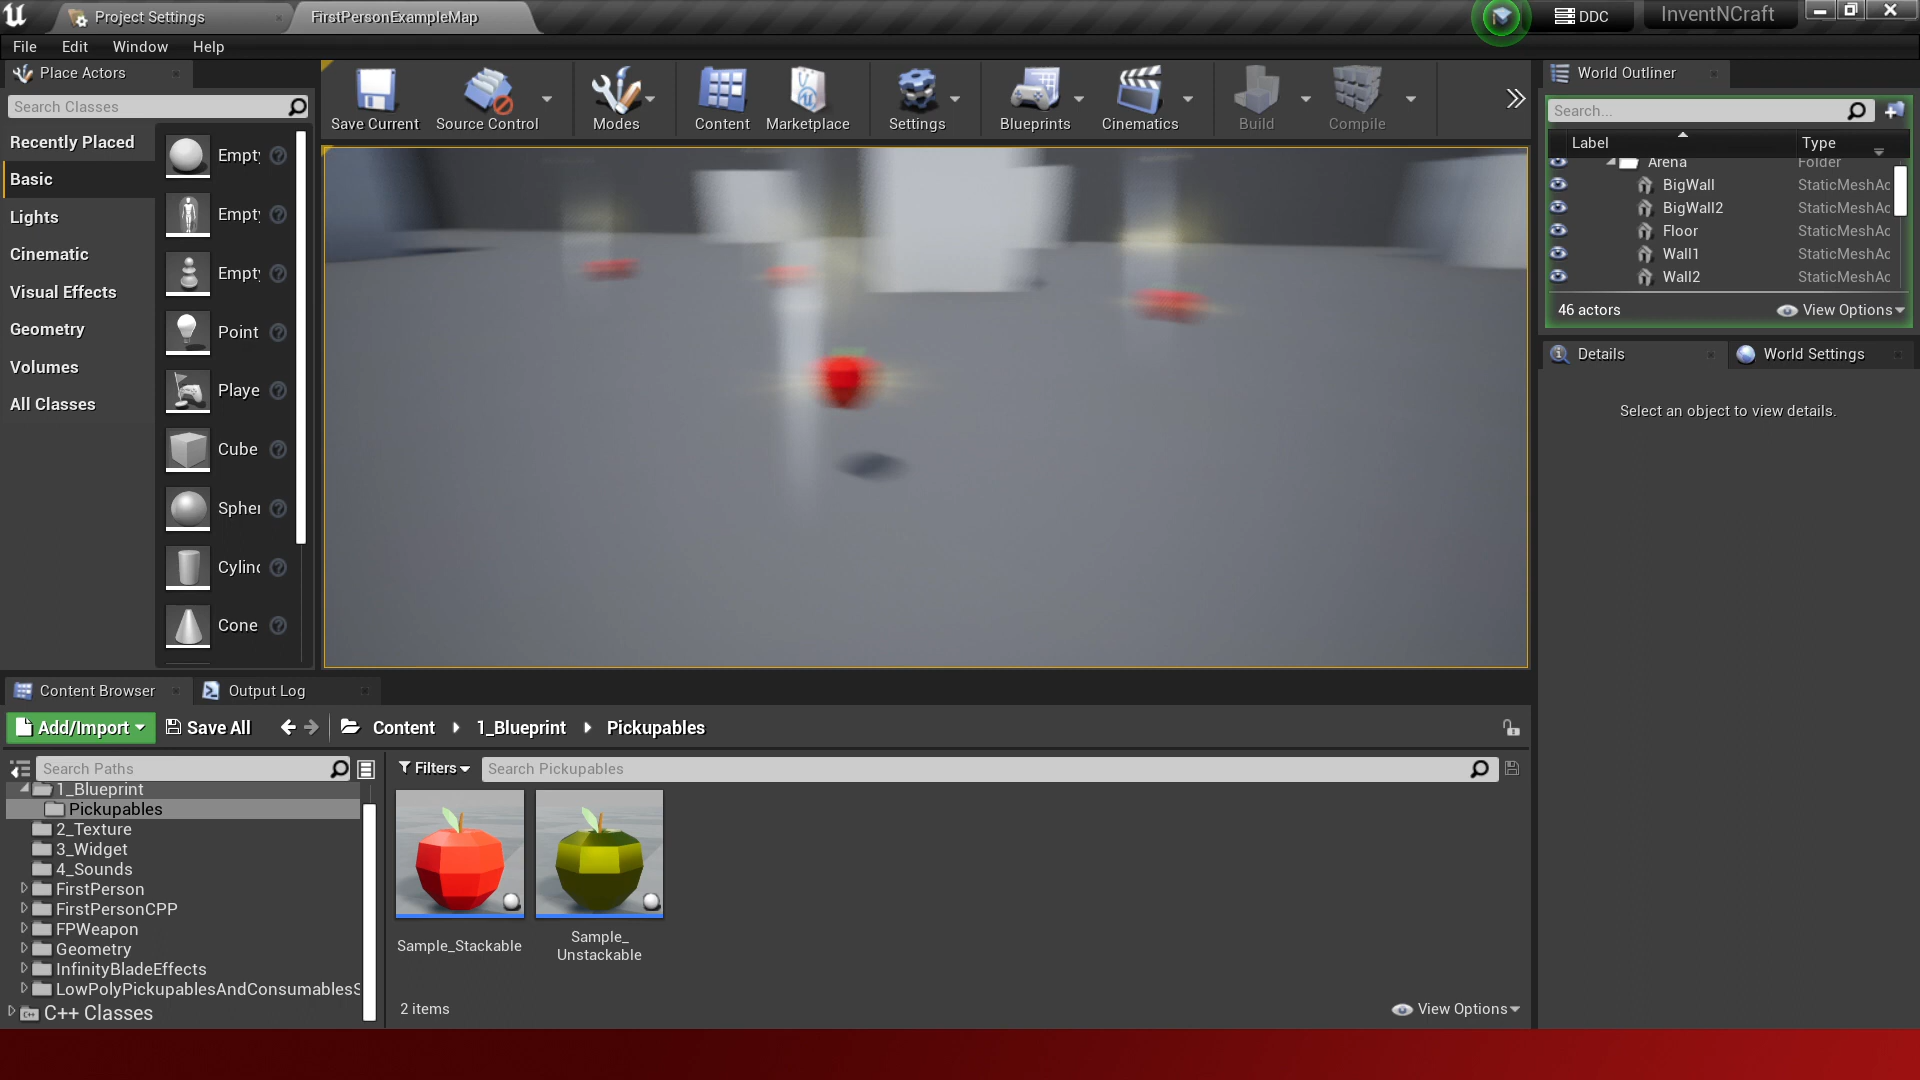 Project Settings
FirstPersonExampleMap
DDC
InventNCraft
File Edit Window Help
Place Actors
Search Classes
Recently Placed
Basic
Lights
Cinematic
Visual Effects
Geometry
Volumes
All Classes
Empty
Empty
Empty
Point
Playe
Cube
Spher
Cylind
Cone
Save Current
Source Control
Modes
Content
Marketplace
Settings
Blueprints
Cinematics
Build
Compile
World Outliner
Search...
Label Type
Arena Folder
BigWall StaticMeshAc
BigWall2 StaticMeshAc
Floor StaticMeshAc
Wall1 StaticMeshAc
Wall2 StaticMeshAc
46 actors View Options
Details
World Settings
Select an object to view details.
Content Browser
Output Log
Add/Import Save All Content 1_Blueprint Pickupables
Search Paths
1_Blueprint
Pickupables
2_Texture
3_Widget
4_Sounds
FirstPerson
FirstPersonCPP
FPWeapon
Geometry
InfinityBladeEffects
LowPolyPickupablesAndConsumablesS
C++ Classes
Filters Search Pickupables
Sample_Stackable
Sample_
Unstackable
2 items View Options